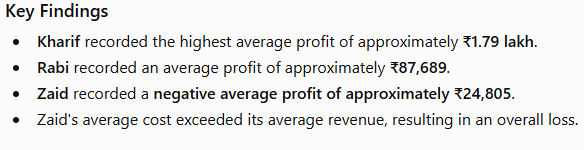 Key Findings
• Kharif recorded the highest average profit of approximately ₹1.79 lakh.
• Rabi recorded an average profit of approximately ₹87,689.
• Zaid recorded a negative average profit of approximately ₹24,805.
• Zaid's average cost exceeded its average revenue, resulting in an overall loss.